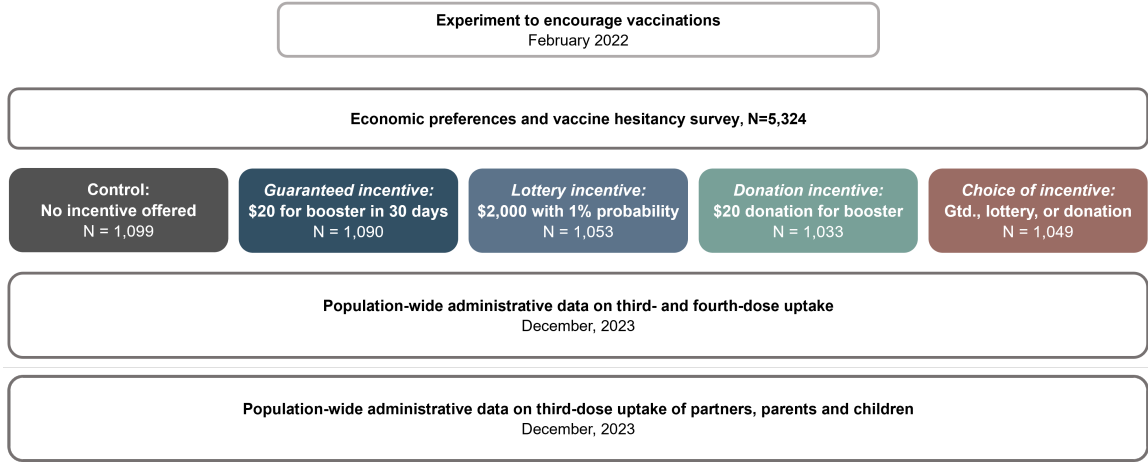 Experiment to encourage vaccinations
February 2022
Economic preferences and vaccine hesitancy survey, N=5,324
Control:
No incentive offered
N = 1,099
Guaranteed incentive:
$20 for booster in 30 days
N = 1,090
Lottery incentive:
$2,000 with 1% probability
N = 1,053
Donation incentive:
$20 donation for booster
N = 1,033
Choice of incentive:
Gtd., lottery, or donation
N = 1,049
Population-wide administrative data on third- and fourth-dose uptake
December, 2023
Population-wide administrative data on third-dose uptake of partners, parents and children
December, 2023